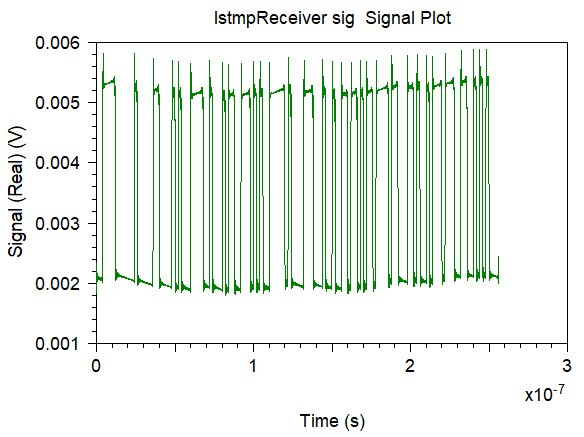 lstmpReceiver sig  Signal Plot
0.006
0.005
0.004
0.003
0.002
0.001
Signal (Real) (V)
0
1
2
3
x10^-7
Time (s)